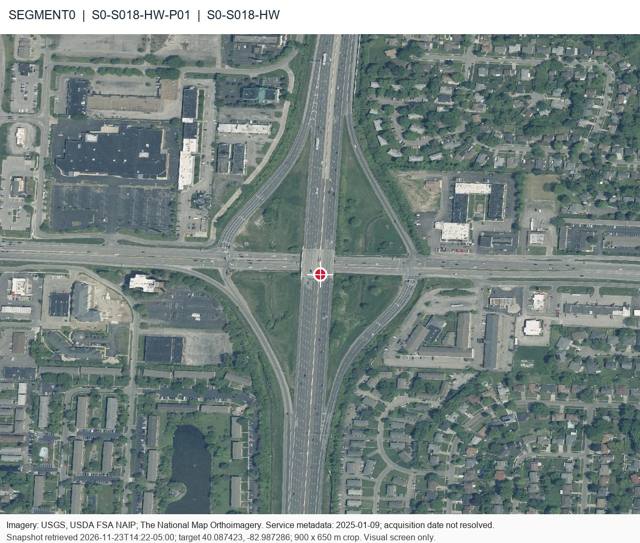 SEGMENT0 | S0-S018-HW-P01 | S0-S018-HW
Imagery: USGS, USDA FSA NAIP; The National Map Orthoimagery. Service metadata: 2025-01-09; acquisition date not resolved.
Snapshot retrieved 2026-11-23T14:22-05:00; target 40.087423, -82.987286; 900 x 650 m crop. Visual screen only.